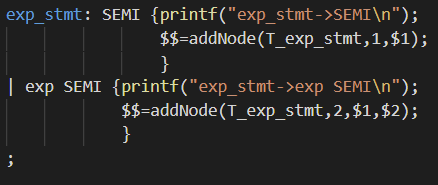 exp_stmt: SEMI {printf("exp_stmt->SEMI\n");
$$=addNode(T_exp_stmt,1,$1);
}
| exp SEMI {printf("exp_stmt->exp SEMI\n");
$$=addNode(T_exp_stmt,2,$1,$2);
}
;